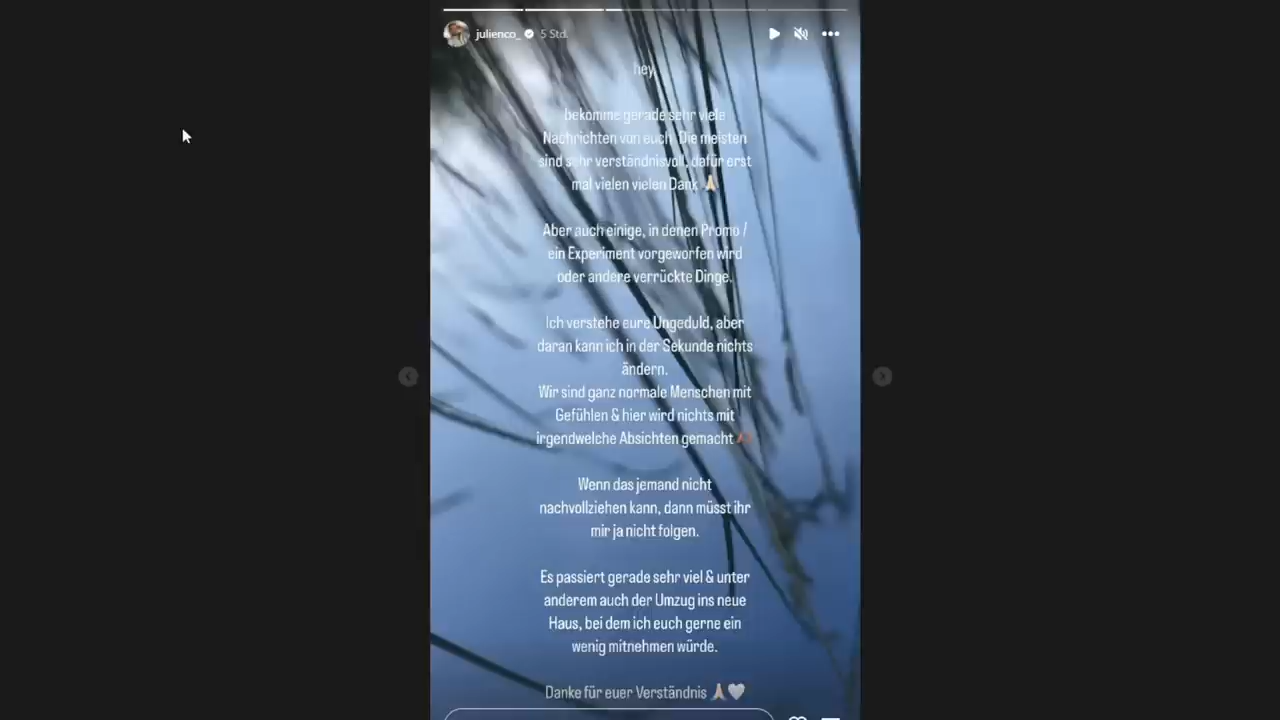 julienco_ 5 Std.
hey,
bekomme gerade sehr viele
Nachrichten von euch. Die meisten
sind sehr verständnisvoll, dafür erst
mal vielen vielen Dank 🙏🏼
Aber auch einige, in denen Promo /
ein Experiment vorgeworfen wird
oder andere verrückte Dinge.
Ich verstehe eure Ungeduld, aber
daran kann ich in der Sekunde nichts
ändern.
Wir sind ganz normale Menschen mit
Gefühlen & hier wird nichts mit
irgendwelche Absichten gemacht
Wenn das jemand nicht
nachvollziehen kann, dann müsst ihr
mir ja nicht folgen.
Es passiert gerade sehr viel & unter
anderem auch der Umzug ins neue
Haus, bei dem ich euch gerne ein
wenig mitnehmen würde.
Danke für euer Verständnis 🙏🏼🤍